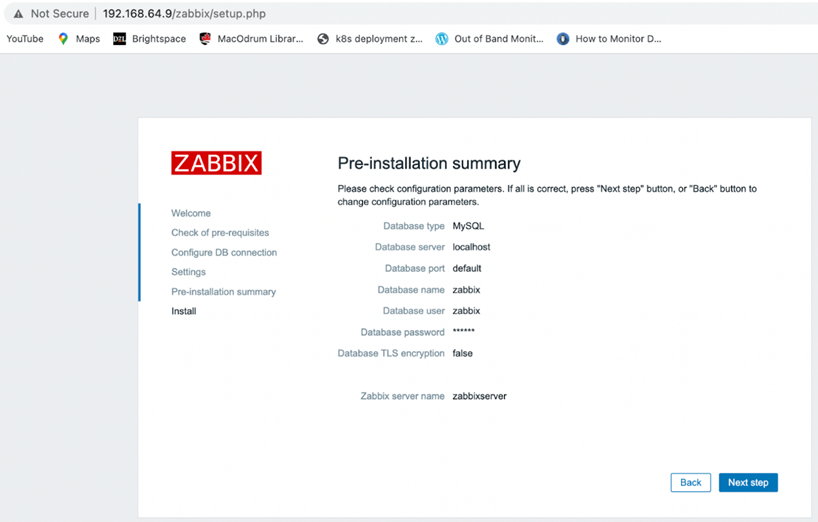 Not Secure 192.168.64.9/zabbix/setup.php
YouTube Maps D2L Brightspace MacOdrum Librar... k8s deployment z... Out of Band Monit... How to Monitor D...
ZABBIX
Welcome
Check of pre-requisites
Configure DB connection
Settings
Pre-installation summary
Install
Pre-installation summary
Please check configuration parameters. If all is correct, press "Next step" button, or "Back" button to
change configuration parameters.
Database type MySQL
Database server localhost
Database port default
Database name zabbix
Database user zabbix
Database password ******
Database TLS encryption false
Zabbix server name zabbixserver
Back Next step